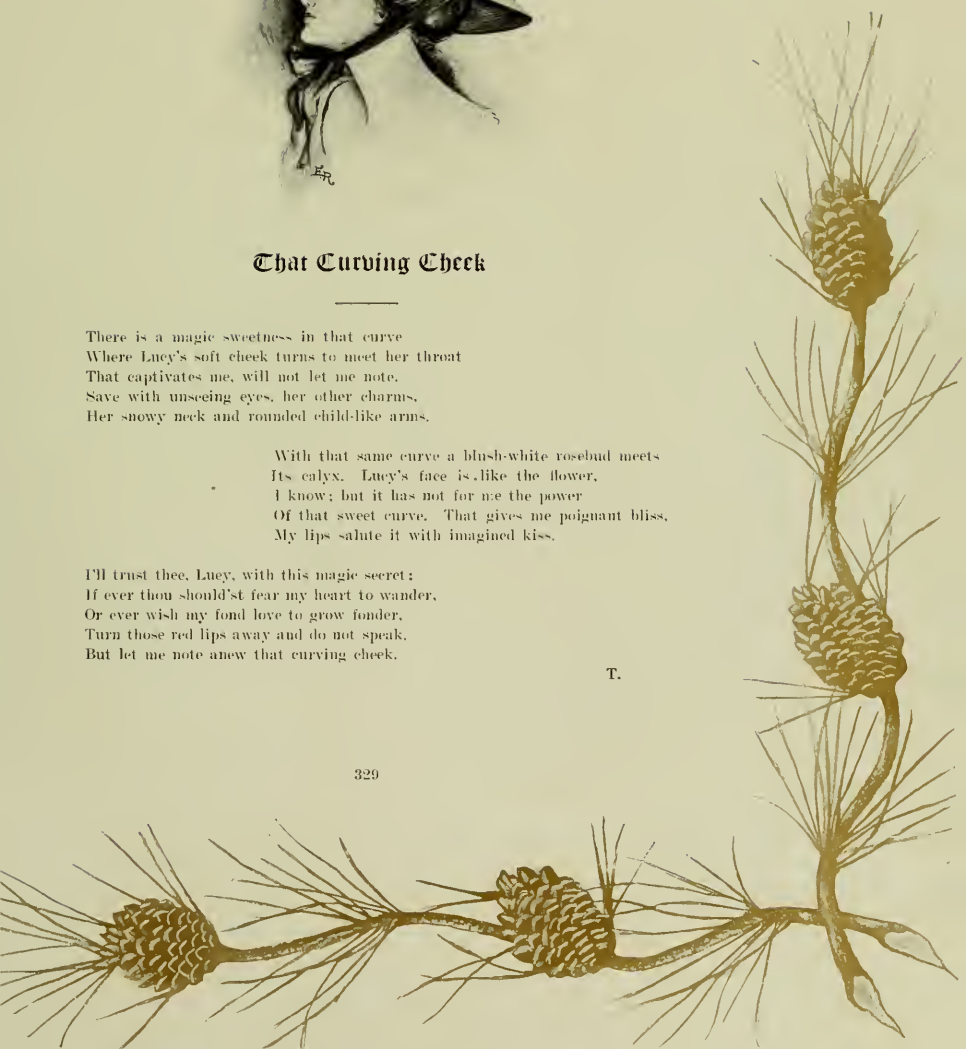 ER
That Curving Cheek
There is a magic sweetness in that curve
Where Lucy's soft cheek turns to meet her throat
That captivates me, will not let me note,
Save with unseeing eyes, her other charms,
Her snowy neck and rounded child-like arms.
With that same curve a blush-white rosebud meets
Its calyx. Lucy's face is like the flower,
I know; but it has not for me the power
Of that sweet curve. That gives me poignant bliss,
My lips salute it with imagined kiss.
I'll trust thee, Lucy, with this magic secret:
If ever thou should'st fear my heart to wander,
Or ever wish my fond love to grow fonder,
Turn those red lips away and do not speak,
But let me note anew that curving cheek.
T.
329